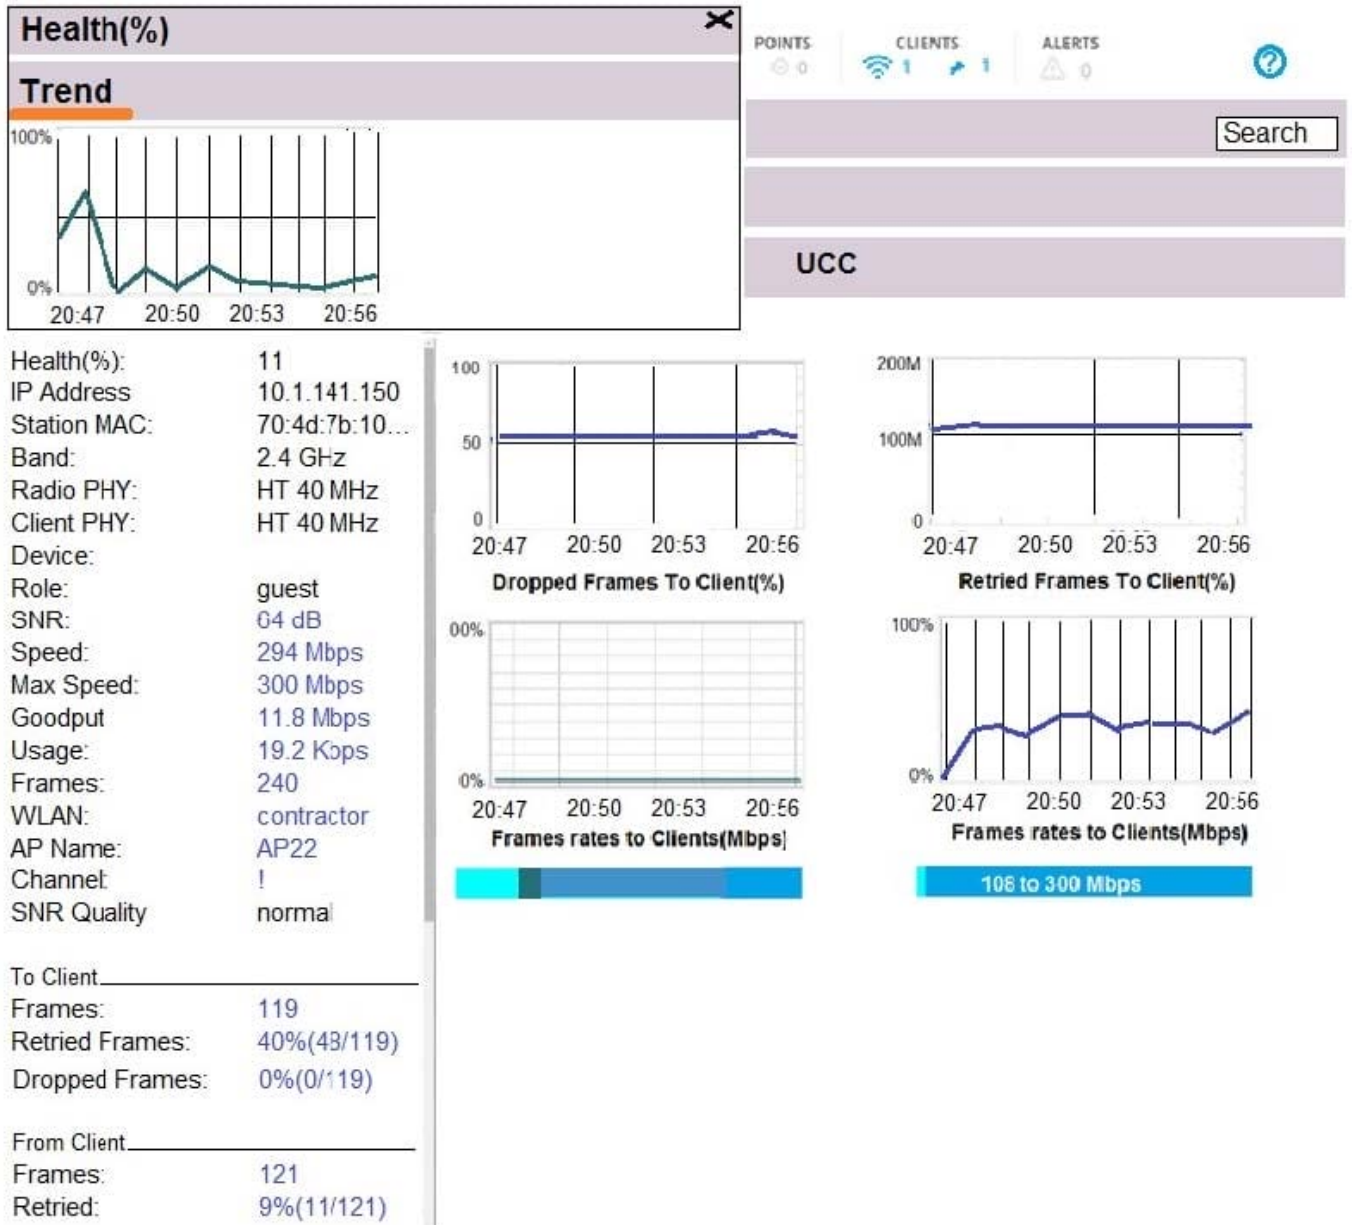 Health(%)
Trend
100%
0%
20:47 20:50 20:53 20:56
POINTS
0
CLIENTS
1 1
ALERTS
0
?
Search
UCC
Health(%): 11
IP Address 10.1.141.150
Station MAC: 70:4d:7b:10...
Band: 2.4 GHz
Radio PHY: HT 40 MHz
Client PHY: HT 40 MHz
Device:
Role: guest
SNR: 64 dB
Speed: 294 Mbps
Max Speed: 300 Mbps
Goodput 11.8 Mbps
Usage: 19.2 Kbps
Frames: 240
WLAN: contractor
AP Name: AP22
Channel: !
SNR Quality normal
To Client
Frames: 119
Retried Frames: 40%(48/119)
Dropped Frames: 0%(0/119)
From Client
Frames: 121
Retried: 9%(11/121)
100
50
0
20:47 20:50 20:53 20:56
Dropped Frames To Client(%)
00%
0%
20:47 20:50 20:53 20:56
Frames rates to Clients(Mbps)
200M
100M
0
20:47 20:50 20:53 20:56
Retried Frames To Client(%)
100%
0%
20:47 20:50 20:53 20:56
Frames rates to Clients(Mbps)
108 to 300 Mbps